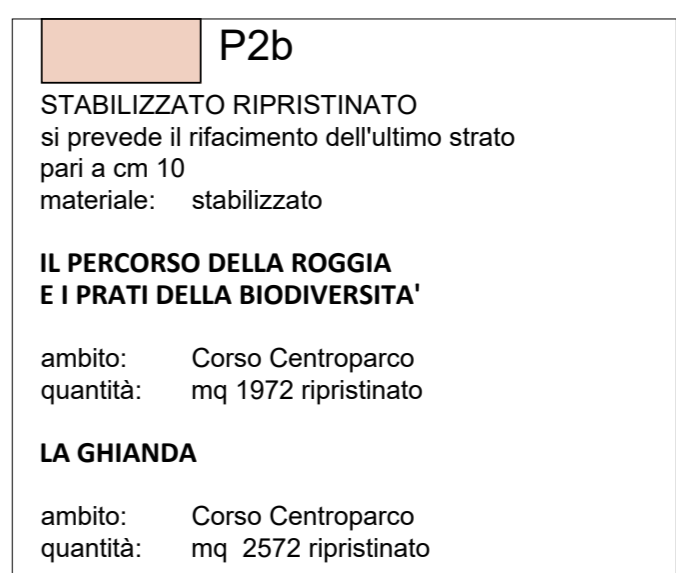 P2b
STABILIZZATO RIPRISTINATO
si prevede il rifacimento dell'ultimo strato
pari a cm 10
materiale: stabilizzato
IL PERCORSO DELLA ROGGIA
E I PRATI DELLA BIODIVERSITA'
ambito: Corso Centroparco
quantità: mq 1972 ripristinato
LA GHIANDA
ambito: Corso Centroparco
quantità: mq 2572 ripristinato